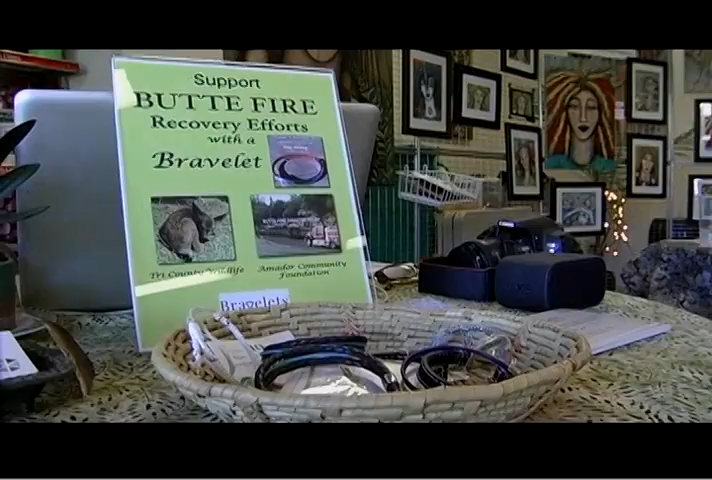 Support
BUTTE FIRE
Recovery Efforts
with a
Bravelet
Tri County Wildlife
Amador Community
Foundation
Bravelets